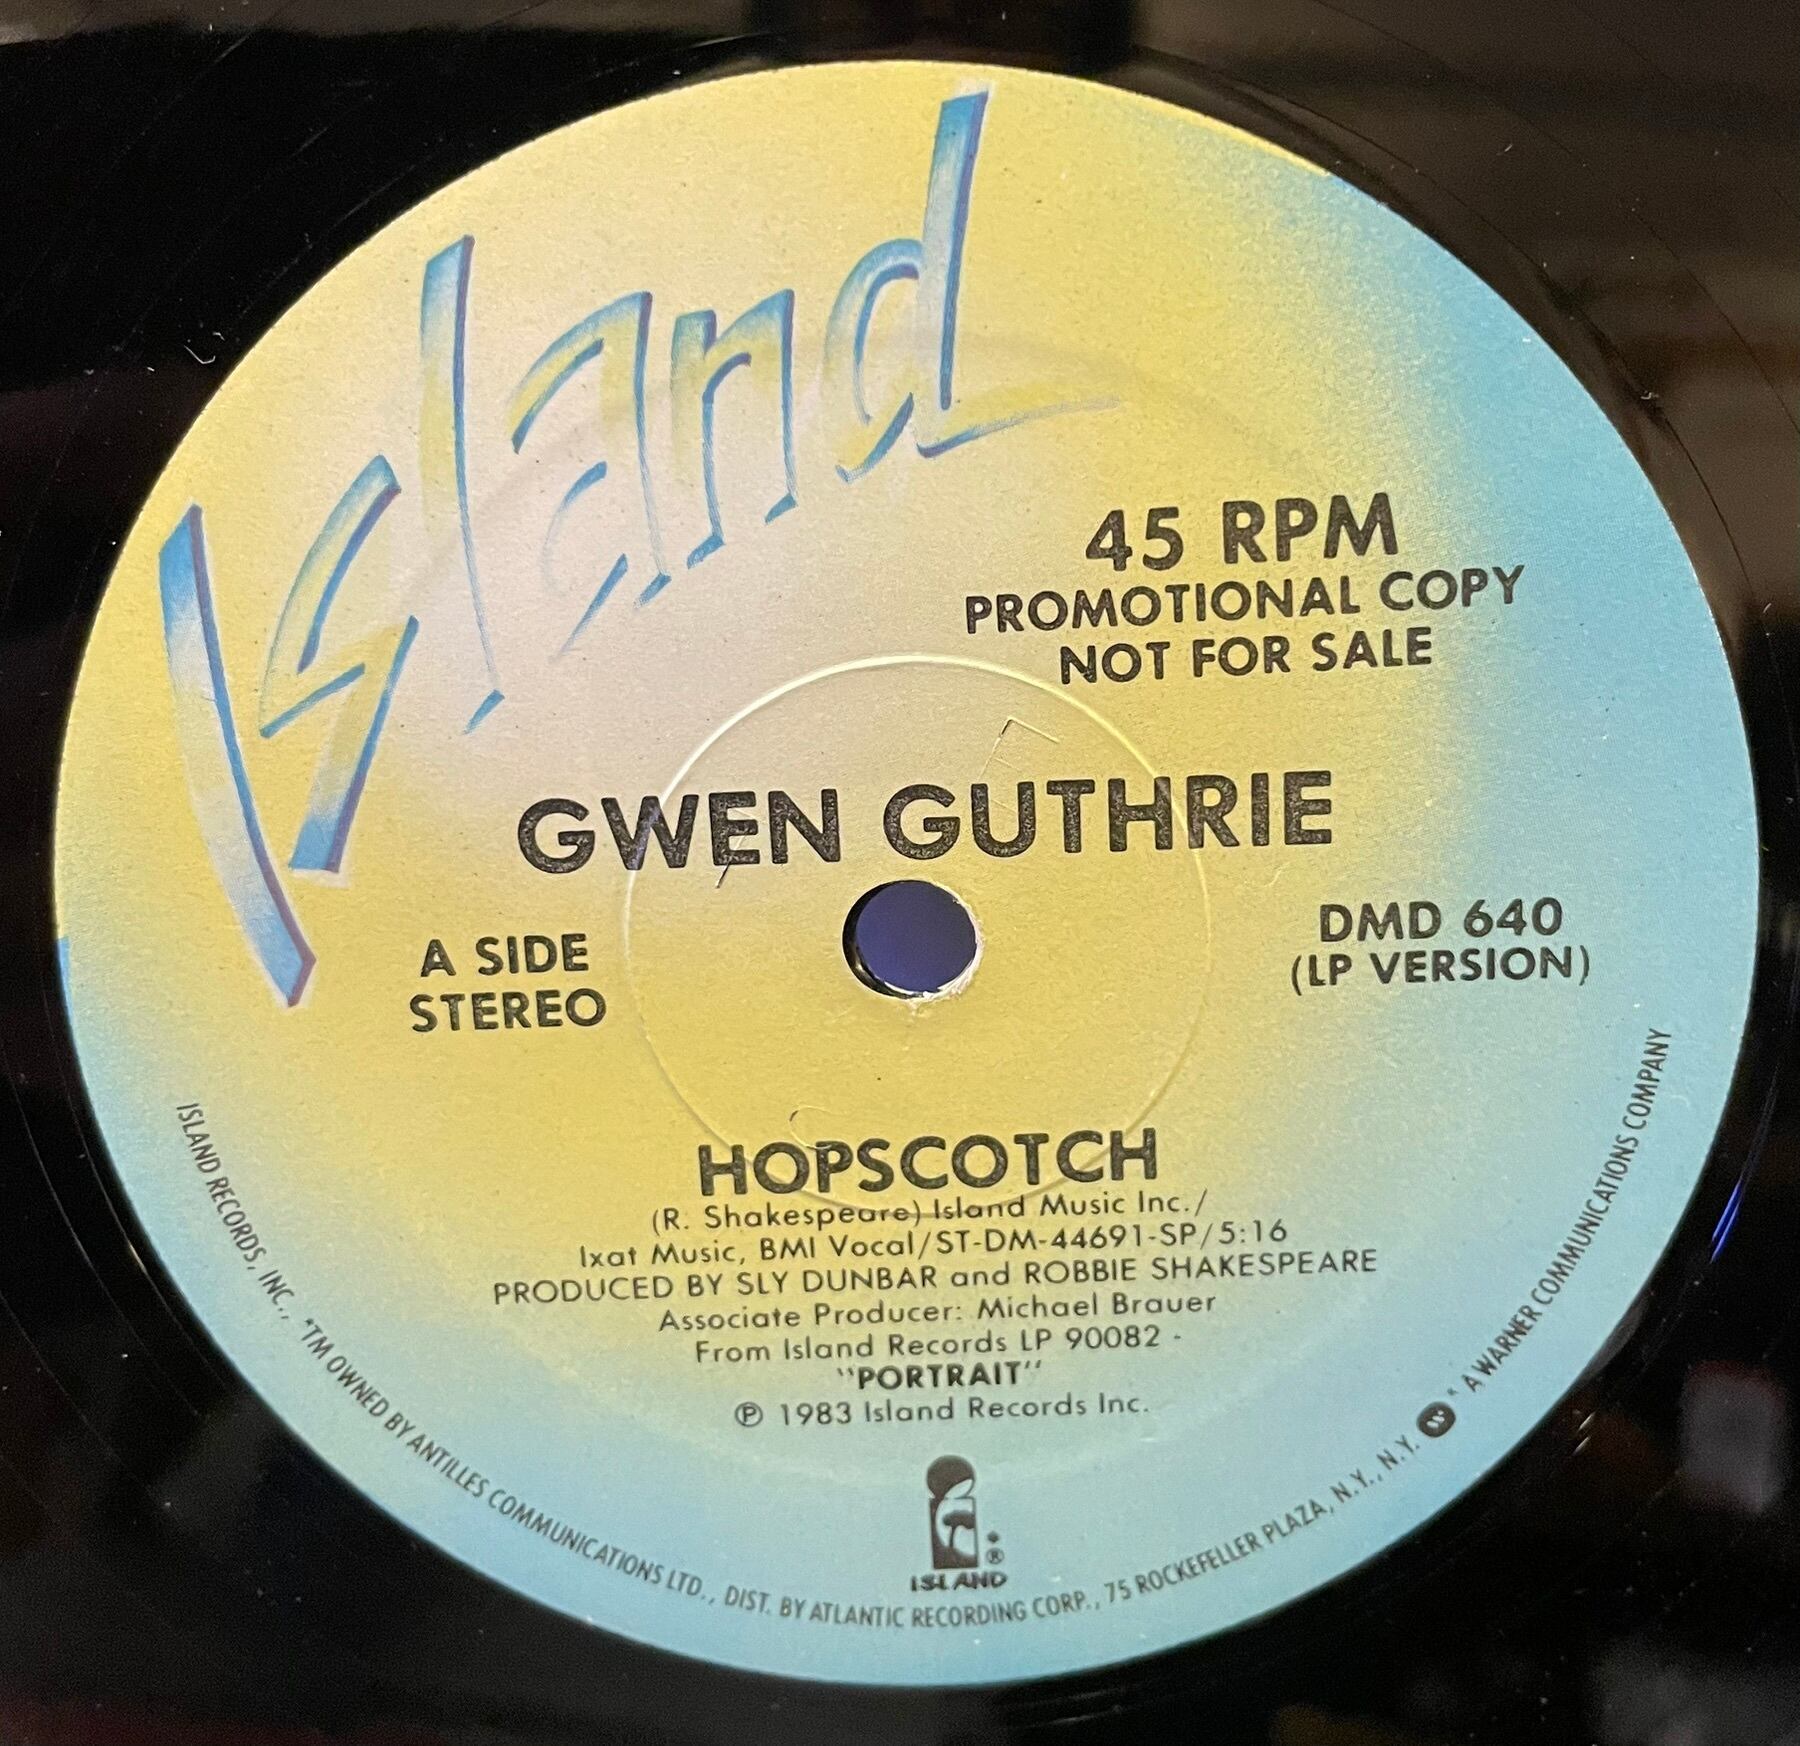 Island
45 RPM
PROMOTIONAL COPY
NOT FOR SALE
GWEN GUTHRIE
A SIDE
STEREO
DMD 640
(LP VERSION)
HOPSCOTCH
(R. Shakespeare) Island Music Inc./
Ixat Music, BMI Vocal/ST-DM-44691-SP/5:16
PRODUCED BY SLY DUNBAR and ROBBIE SHAKESPEARE
Associate Producer: Michael Brauer
From Island Records LP 90082 -
"PORTRAIT"
℗ 1983 Island Records Inc.
ISLAND ®
ISLAND RECORDS, INC., *TM OWNED BY ANTILLES COMMUNICATIONS LTD., DIST. BY ATLANTIC RECORDING CORP., 75 ROCKEFELLER PLAZA, N.Y., N.Y. * A WARNER COMMUNICATIONS COMPANY